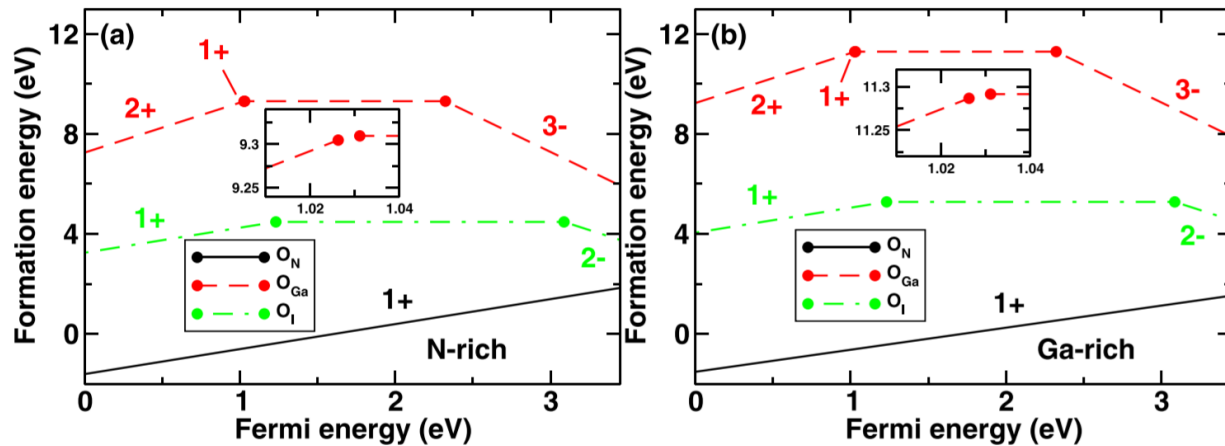 (a)
Formation energy (eV)
12
8
4
0
1+
2+
3-
9.3
9.25
1.02
1.04
1+
2-
O_N
O_Ga
O_I
1+
N-rich
0
1
2
3
Fermi energy (eV)
(b)
Formation energy (eV)
12
8
4
0
2+
1+
3-
11.3
11.25
1.02
1.04
1+
2-
O_N
O_Ga
O_I
1+
Ga-rich
0
1
2
3
Fermi energy (eV)